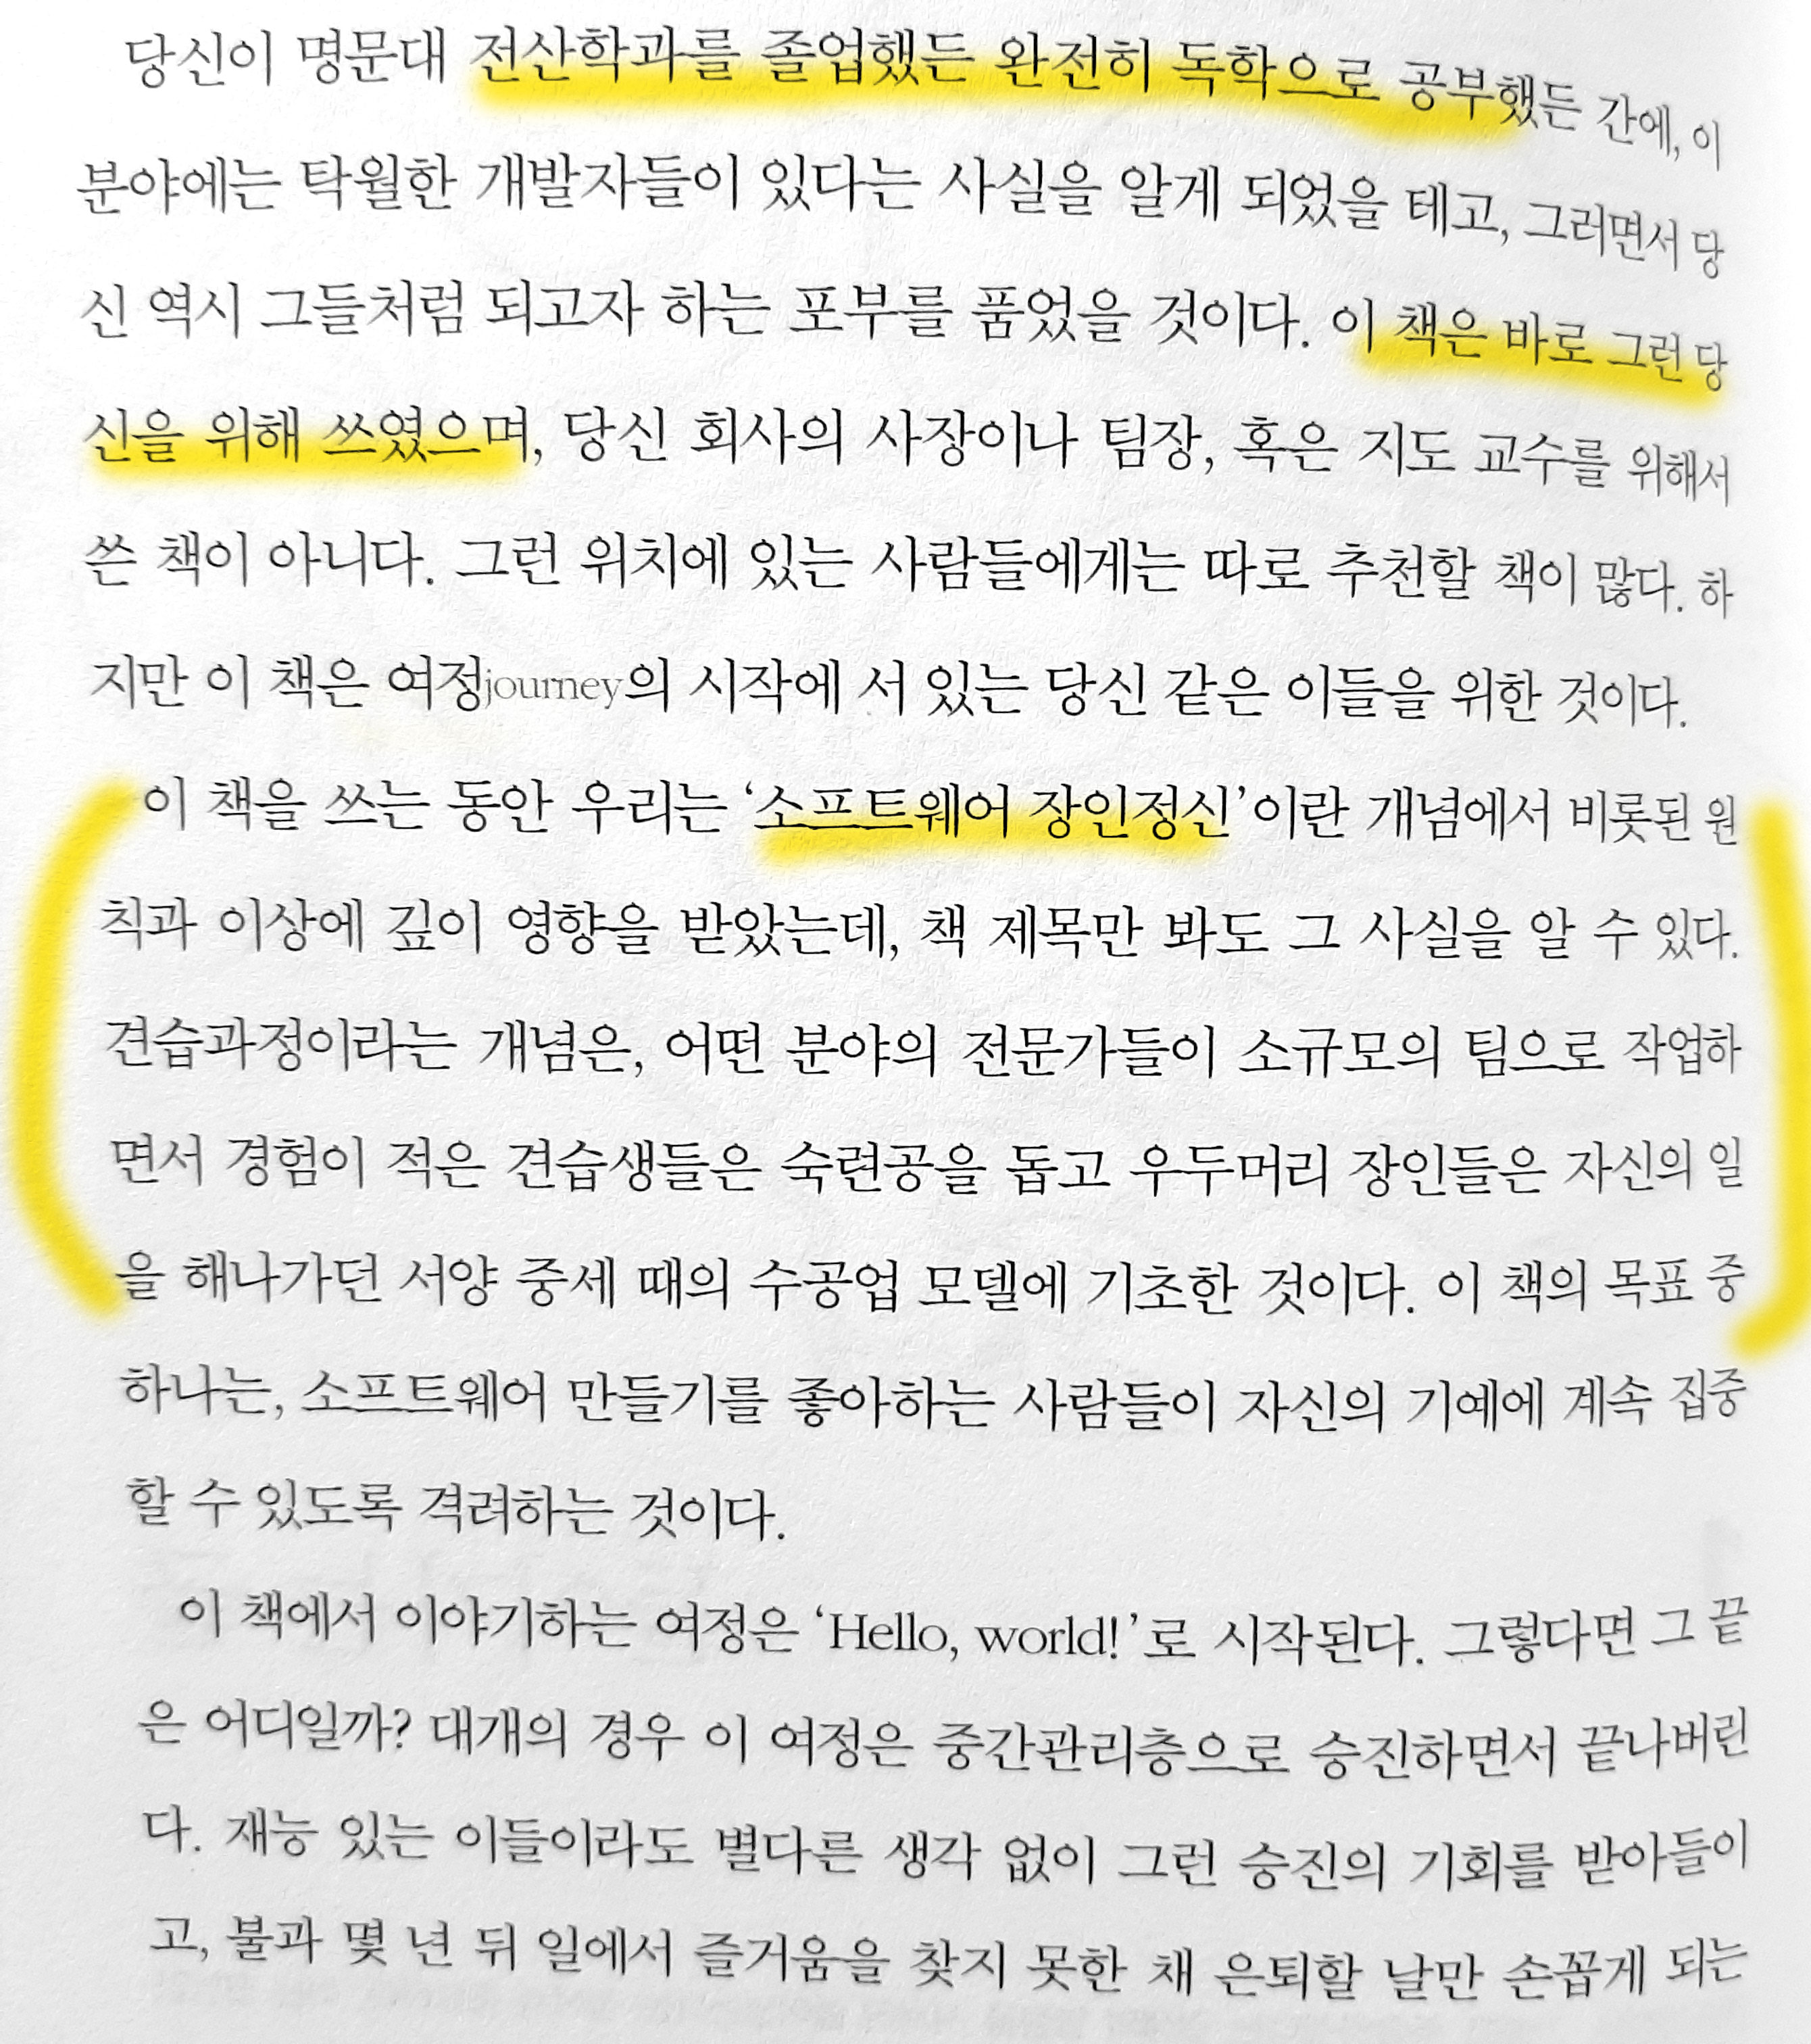 당신이 명문대 전산학과를 졸업했든 완전히 독학으로 공부했든 간에, 이
분야에는 탁월한 개발자들이 있다는 사실을 알게 되었을 테고, 그러면서 당
신 역시 그들처럼 되고자 하는 포부를 품었을 것이다. 이 책은 바로 그런 당
신을 위해 쓰였으며, 당신 회사의 사장이나 팀장, 혹은 지도 교수를 위해서
쓴 책이 아니다. 그런 위치에 있는 사람들에게는 따로 추천할 책이 많다. 하
지만 이 책은 여정journey의 시작에 서 있는 당신 같은 이들을 위한 것이다.
이 책을 쓰는 동안 우리는 ‘소프트웨어 장인정신’이란 개념에서 비롯된 원
칙과 이상에 깊이 영향을 받았는데, 책 제목만 봐도 그 사실을 알 수 있다.
견습과정이라는 개념은, 어떤 분야의 전문가들이 소규모의 팀으로 작업하
면서 경험이 적은 견습생들은 숙련공을 돕고 우두머리 장인들은 자신의 일
을 해나가던 서양 중세 때의 수공업 모델에 기초한 것이다. 이 책의 목표 중
하나는, 소프트웨어 만들기를 좋아하는 사람들이 자신의 기예에 계속 집중
할 수 있도록 격려하는 것이다.
이 책에서 이야기하는 여정은 ‘Hello, world!’로 시작된다. 그렇다면 그 끝
은 어디일까? 대개의 경우 이 여정은 중간관리층으로 승진하면서 끝나버린
다. 재능 있는 이들이라도 별다른 생각 없이 그런 승진의 기회를 받아들이
고, 불과 몇 년 뒤 일에서 즐거움을 찾지 못한 채 은퇴할 날만 손꼽게 되는